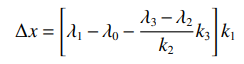 Δx = [λ₁ − λ₀ − (λ₃ − λ₂)/k₂ k₃] k₁